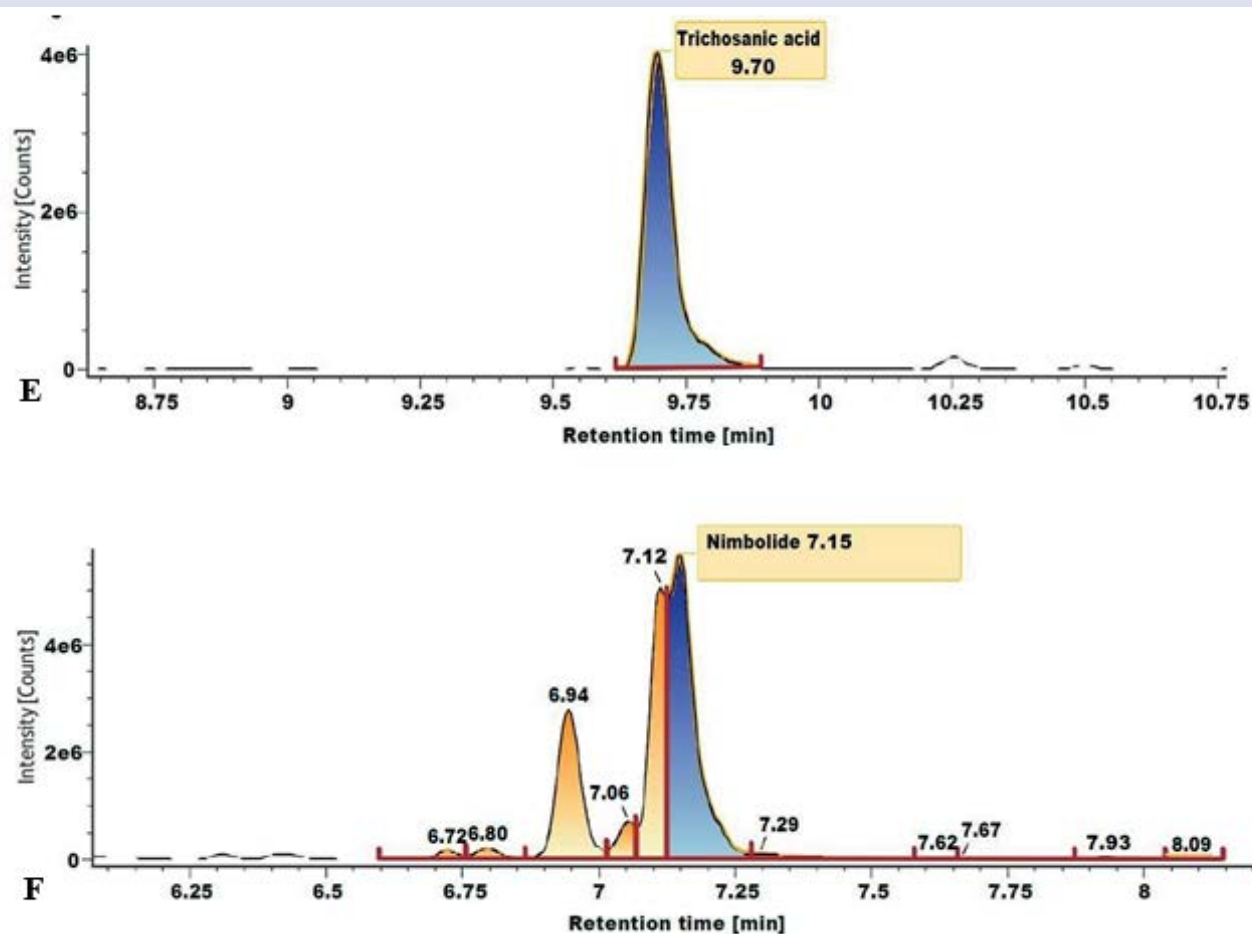 Trichosanic acid
9.70
Intensity [Counts]
4e6
2e6
0
E
8.75 9 9.25 9.5 9.75 10 10.25 10.5 10.75
Retention time [min]
Nimbolide 7.15
7.12
6.94
7.06
6.72 6.80
7.29
7.62 7.67
7.93 8.09
Intensity [Counts]
4e6
2e6
0
F
6.25 6.5 6.75 7 7.25 7.5 7.75 8
Retention time [min]